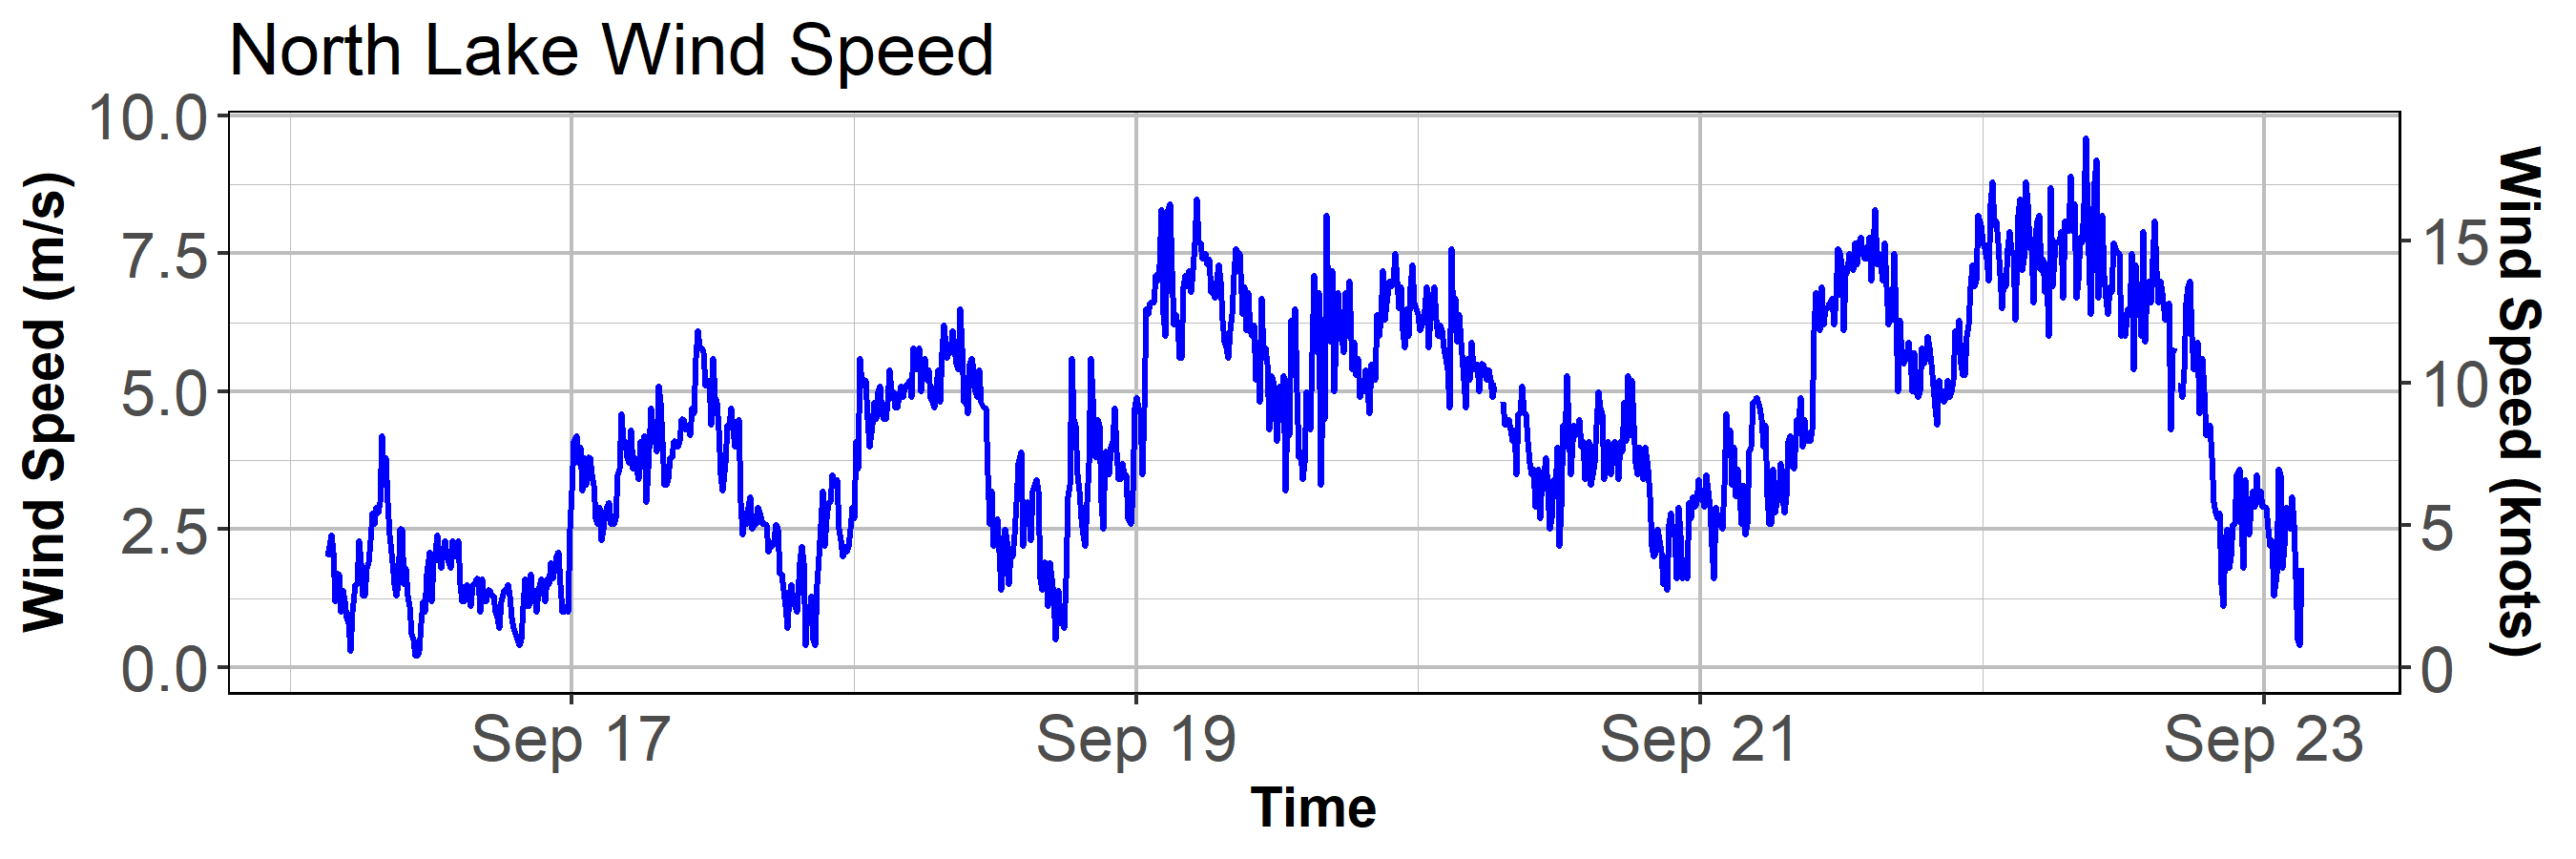 North Lake Wind Speed
10.0
7.5
5.0
2.5
0.0
Wind Speed (m/s)
15
10
5
0
Wind Speed (knots)
Sep 17 Sep 19 Sep 21 Sep 23
Time